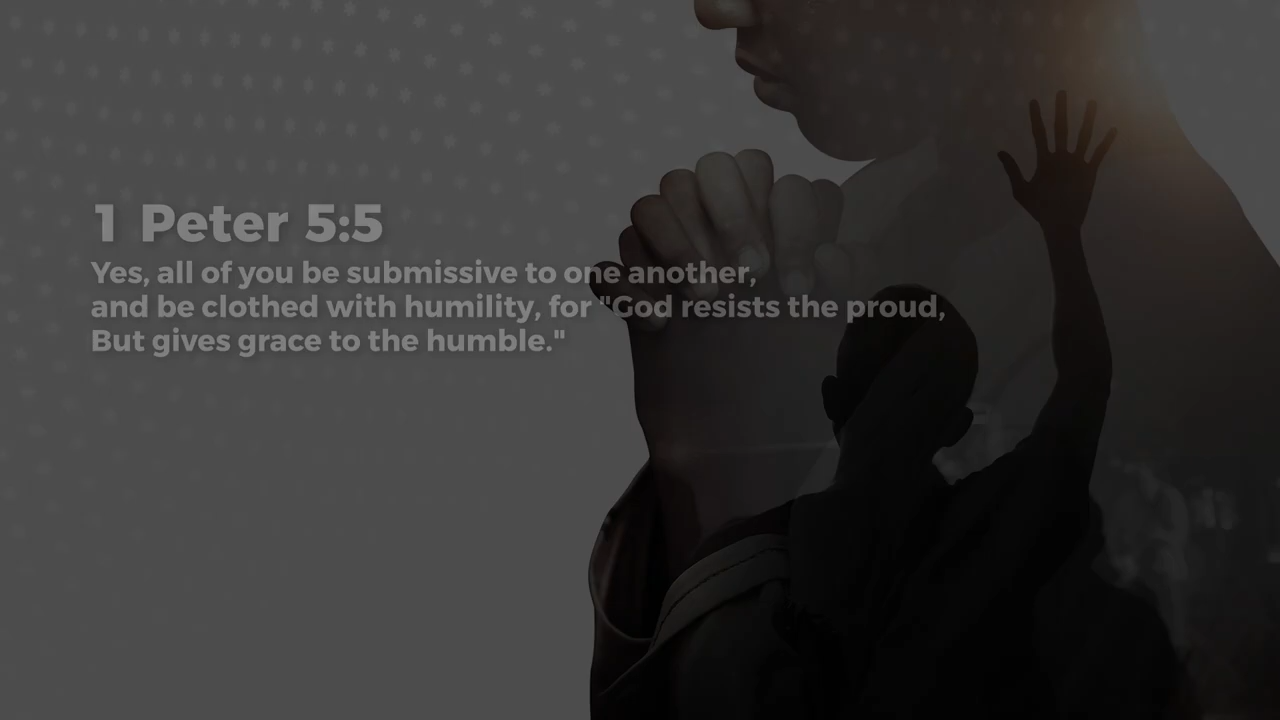 1 Peter 5:5
Yes, all of you be submissive to one another,
and be clothed with humility, for "God resists the proud,
But gives grace to the humble."